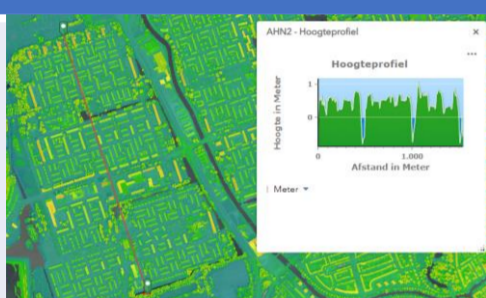 AHN2 - Hoogteprofiel
×
...
Hoogteprofiel
Hoogte in Meter
1
0
0
1.000
Afstand in Meter
Meter